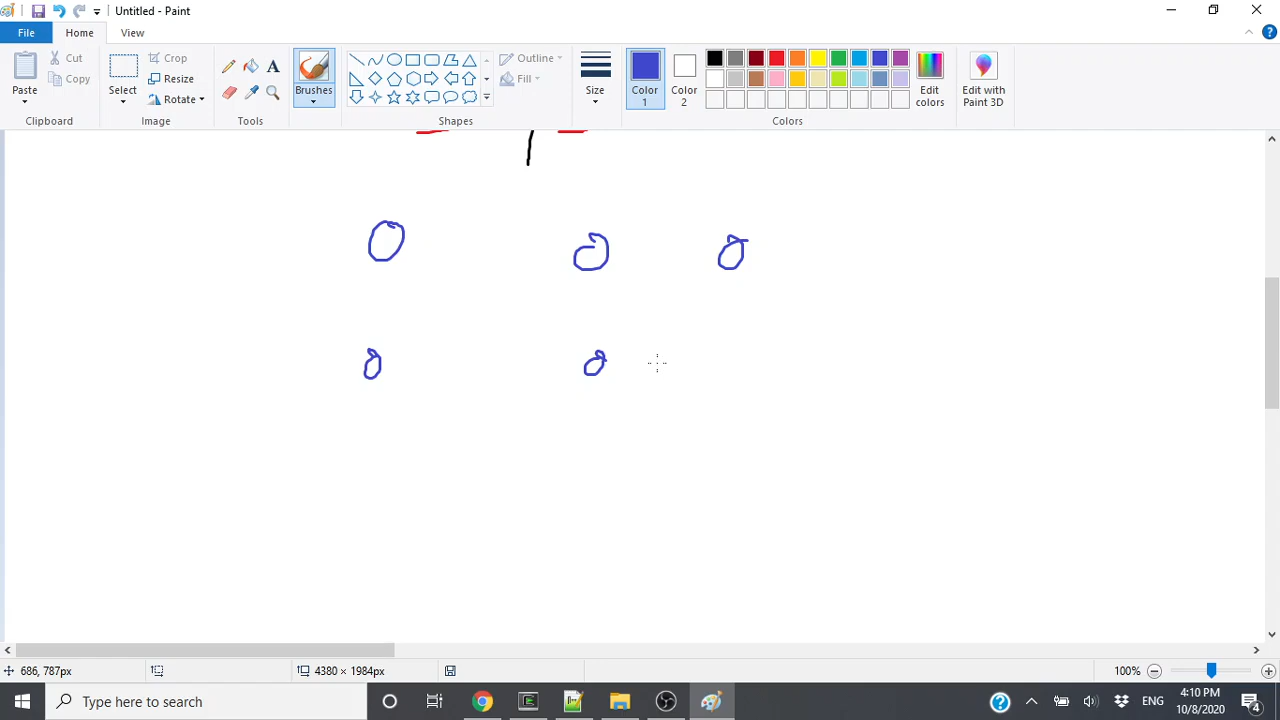 Untitled - Paint
File Home View
Paste
Cut
Copy
Clipboard
Select
Crop
Resize
Rotate
Image
A
Tools
Brushes
Shapes
Outline
Fill
Size
Color 1
Color 2
Edit colors
Colors
Edit with Paint 3D
686, 787px
4380 × 1984px
100%
Type here to search
ENG
4:10 PM
10/8/2020
4